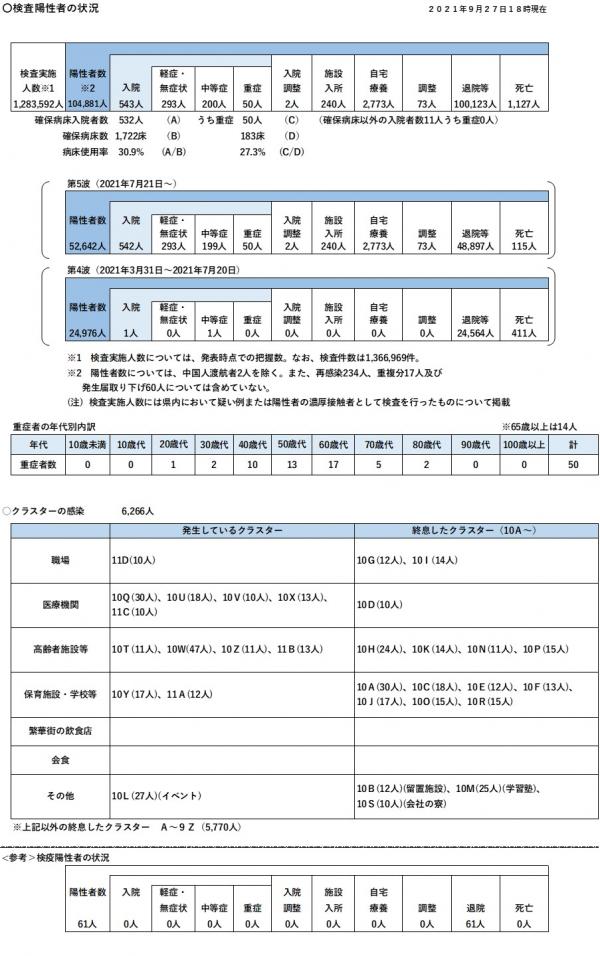 〇検査陽性者の状況
２０２１年９月２７日１８時現在
検査実施人数※1 陽性者数※2 入院 軽症・無症状 中等症 重症 入院調整 施設入所 自宅療養 調整 退院等 死亡
1,283,592人 104,881人 543人 293人 200人 50人 2人 240人 2,773人 73人 100,123人 1,127人
確保病床入院者数 532人 (A) うち重症 50人 (C) （確保病床以外の入院者数11人うち重症0人）
確保病床数 1,722床 (B) 183床 (D)
病床使用率 30.9% (A/B) 27.3% (C/D)
第5波（2021年7月21日～）
陽性者数 入院 軽症・無症状 中等症 重症 入院調整 施設入所 自宅療養 調整 退院等 死亡
52,642人 542人 293人 199人 50人 2人 240人 2,773人 73人 48,897人 115人
第4波（2021年3月31日～2021年7月20日）
陽性者数 入院 軽症・無症状 中等症 重症 入院調整 施設入所 自宅療養 調整 退院等 死亡
24,976人 1人 0人 1人 0人 0人 0人 0人 0人 24,564人 411人
※1 検査実施人数については、発表時点での把握数。なお、検査件数は1,366,969件。
※2 陽性者数については、中国人渡航者2人を除く。また、再感染234人、重複分17人及び
発生届取り下げ60人については含めていない。
（注）検査実施人数には県内において疑い例または陽性者の濃厚接触者として検査を行ったものについて掲載
重症者の年代別内訳
※65歳以上は14人
年代 10歳未満 10歳代 20歳代 30歳代 40歳代 50歳代 60歳代 70歳代 80歳代 90歳代 100歳以上 計
重症者数 0 0 1 2 10 13 17 5 2 0 0 50
○クラスターの感染 6,266人
発生しているクラスター 終息したクラスター（10A～）
職場 11D(10人) 10G(12人)、10I(14人)
医療機関 10Q(30人)、10U(18人)、10V(10人)、10X(13人)、
11C(10人) 10D(10人)
高齢者施設等 10T(11人)、10W(47人)、10Z(11人)、11B(13人) 10H(24人)、10K(14人)、10N(11人)、10P(15人)
保育施設・学校等 10Y(17人)、11A(12人) 10A(30人)、10C(18人)、10E(12人)、10F(13人)、
10J(17人)、10O(15人)、10R(15人)
繁華街の飲食店
会食
その他 10L(27人)(イベント) 10B(12人)(留置施設)、10M(25人)(学習塾)、
10S(10人)(会社の寮)
※上記以外の終息したクラスター A～9Z（5,770人）
<参考>検疫陽性者の状況
陽性者数 入院 軽症・無症状 中等症 重症 入院調整 施設入所 自宅療養 調整 退院 死亡
61人 0人 0人 0人 0人 0人 0人 0人 0人 61人 0人